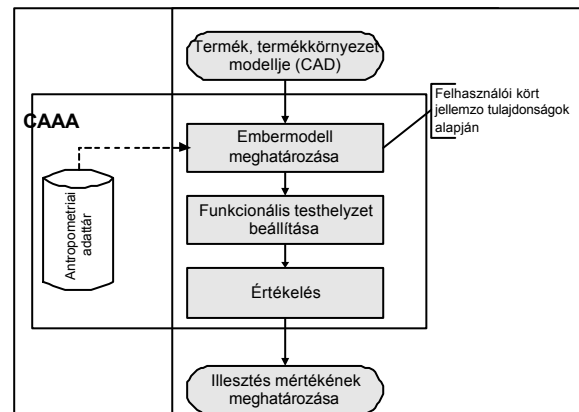 Termék, termékkörnyezet
modellje (CAD)
Felhasználói kört
jellemzo tulajdonságok
alapján
CAAA
Embermodell
meghatározása
Antropometriai
adattár
Funkcionális testhelyzet
beállítása
Értékelés
Illesztés mértékének
meghatározása